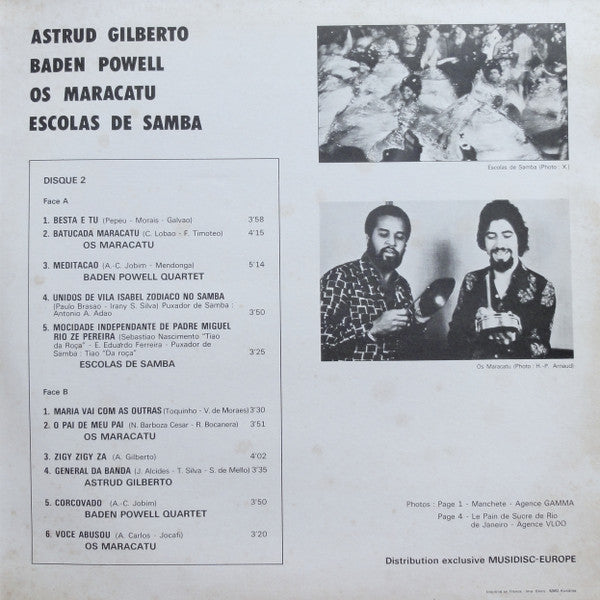 ASTRUD GILBERTO
BADEN POWELL
OS MARACATU
ESCOLAS DE SAMBA
Escolas de Samba (Photo : X.)
DISQUE 2
Face A
1. BESTA E TU (Pepeu - Morais - Galvao) 3'58
2. BATUCADA MARACATU (C. Lobao - F. Timoteo) 4'15
OS MARACATU
3. MEDITACAO (A.-C. Jobim - Mendonga) 5'14
BADEN POWELL QUARTET
4. UNIDOS DE VILA ISABEL ZODIACO NO SAMBA
(Paulo Brasao - Irany S. Silva) Puxador de Samba :
Antonio A. Adao 3'50
5. MOCIDADE INDEPENDANTE DE PADRE MIGUEL
RIO ZE PEREIRA (Sebastiao Nascimento "Tiao
da Roça" - E. Eduardo Ferreira - Puxador de
Samba : Tiao "Da roça") 3'25
ESCOLAS DE SAMBA
Os Maracatu (Photo : H.-P. Arnaud)
Face B
1. MARIA VAI COM AS OUTRAS (Toquinho - V. de Moraes) 3'30
2. O PAI DE MEU PAI (N. Barboza Cesar - R. Bocanera) 3'51
OS MARACATU
3. ZIGY ZIGY ZA (A. Gilberto) 4'02
4. GENERAL DA BANDA (J. Alcides - T. Silva - S. de Mello) 3'35
ASTRUD GILBERTO
5. CORCOVADO (A.-C. Jobim) 3'50
BADEN POWELL QUARTET
6. VOCE ABUSOU (A. Carlos - Jocafi) 3'20
OS MARACATU
Photos : Page 1 - Manchete - Agence GAMMA
Page 4 - Le Pain de Sucre de Rio
de Janeiro - Agence VLOO
Distribution exclusive MUSIDISC-EUROPE